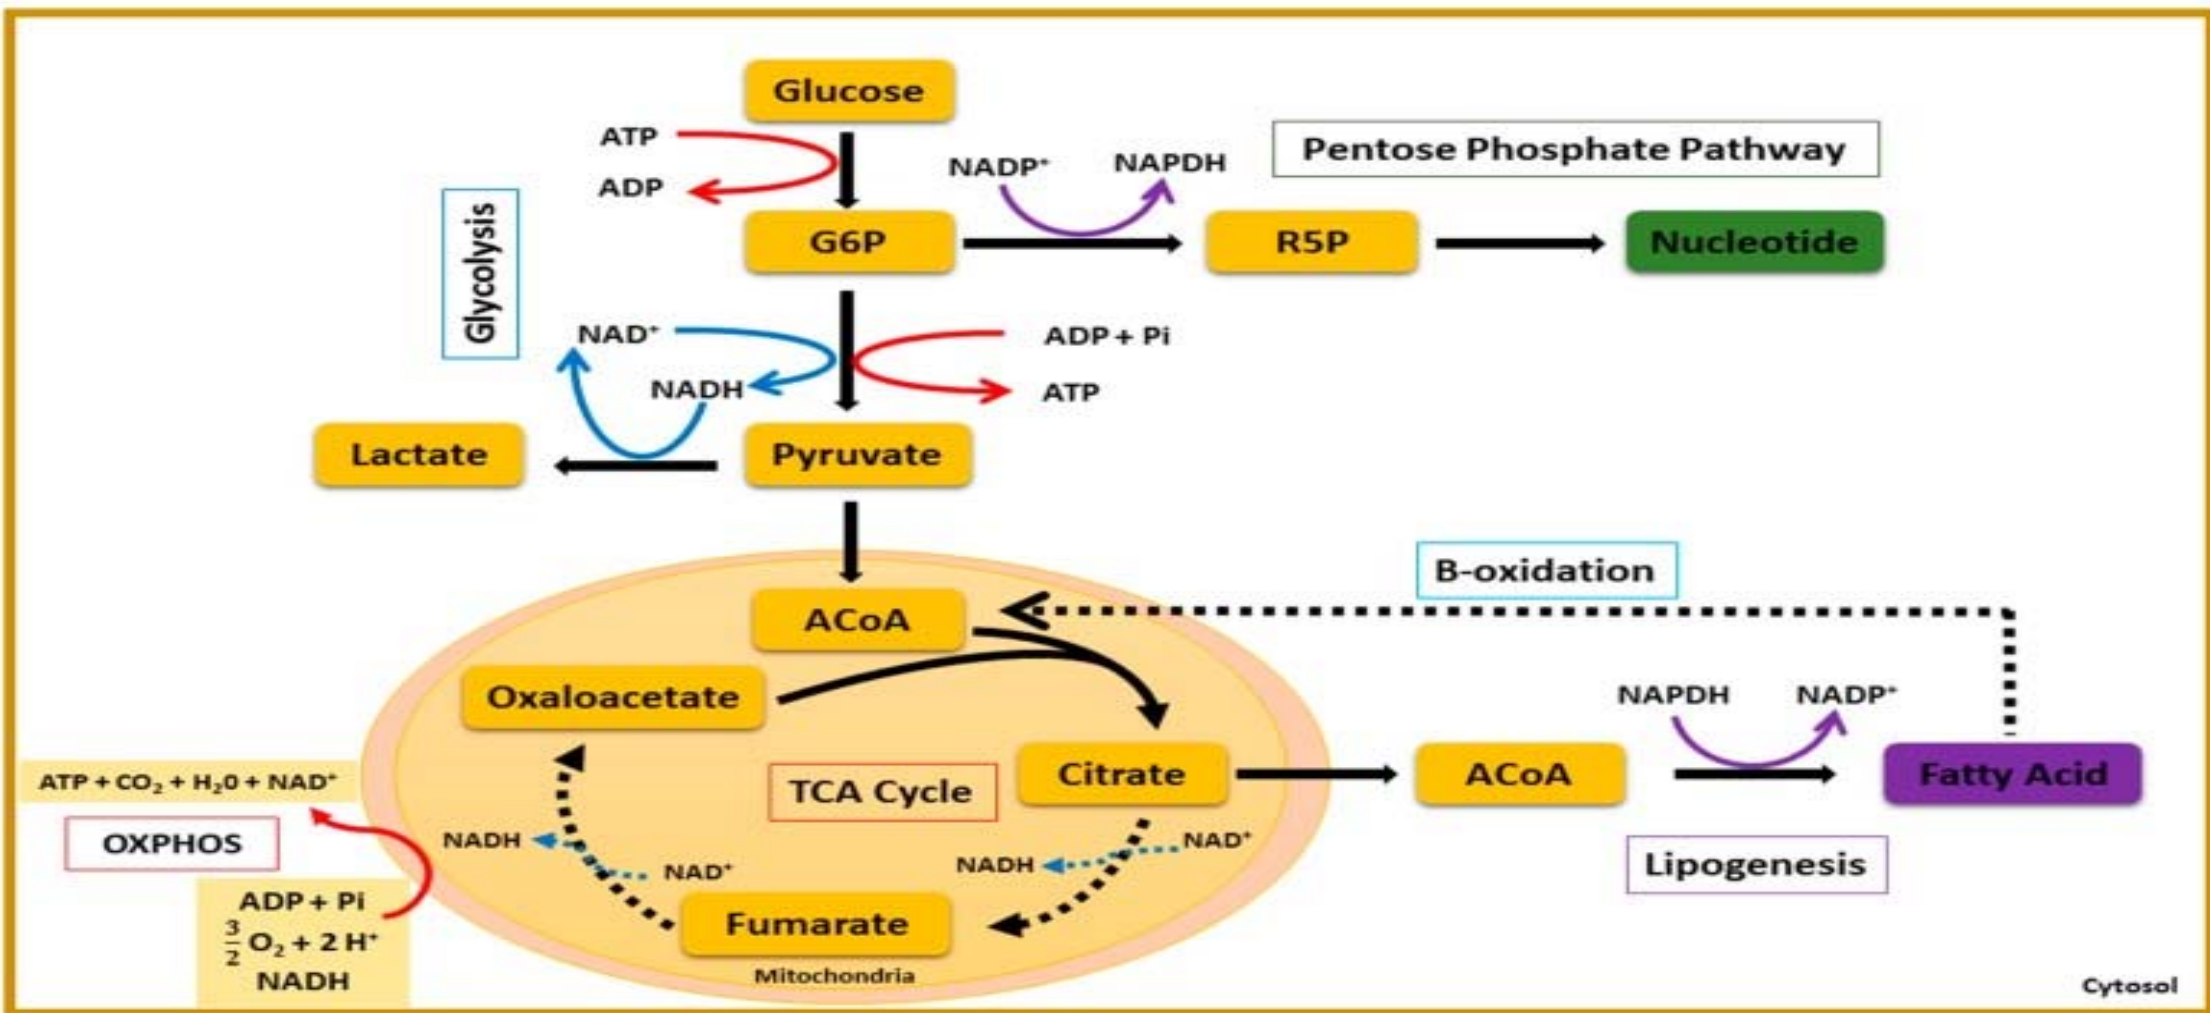 Glucose
ATP
ADP
NADP⁺
NAPDH
Pentose Phosphate Pathway
Glycolysis
G6P
R5P
Nucleotide
NAD⁺
NADH
ADP + Pi
ATP
Lactate
Pyruvate
B-oxidation
ACoA
Oxaloacetate
NAPDH
NADP⁺
TCA Cycle
Citrate
ACoA
Fatty Acid
ATP + CO₂ + H₂0 + NAD⁺
OXPHOS
NADH
NAD⁺
NADH
NAD⁺
Lipogenesis
ADP + Pi
3/2 O₂ + 2 H⁺
NADH
Fumarate
Mitochondria
Cytosol